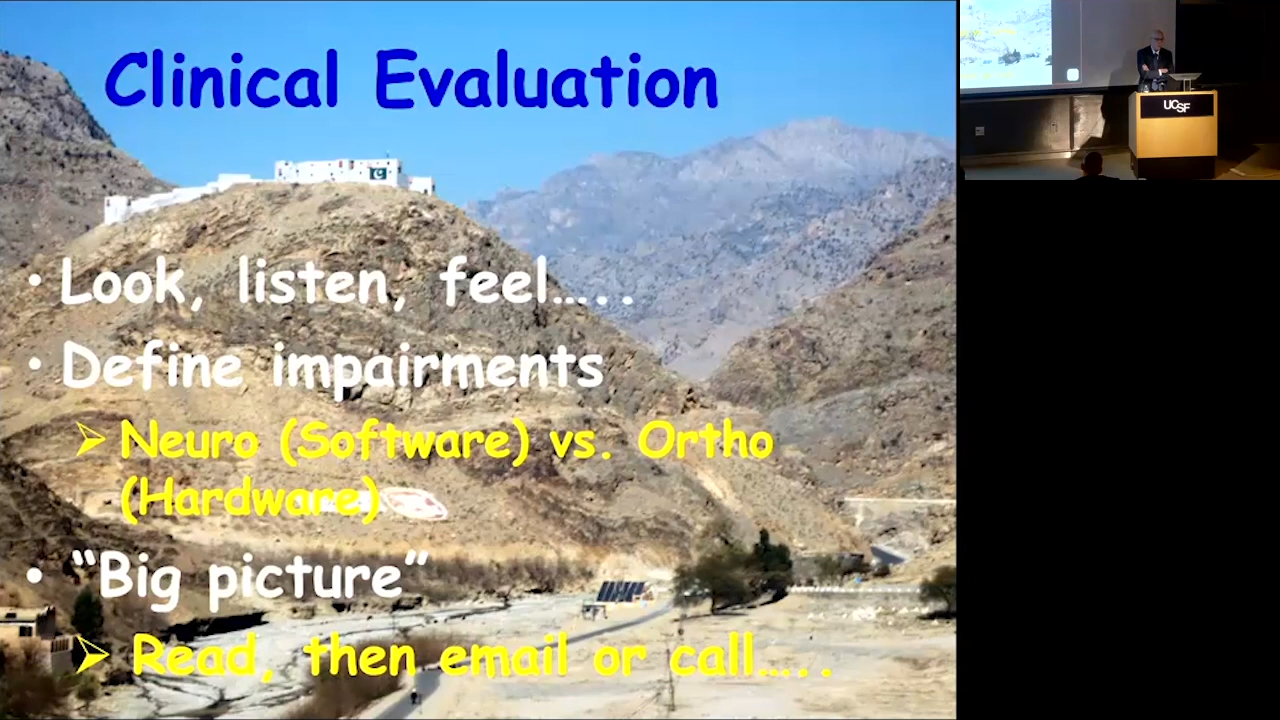 Clinical Evaluation
• Look, listen, feel.....
• Define impairments
➢ Neuro (Software) vs. Ortho
(Hardware)
• “Big picture”
➢ Read, then email or call.....
UCSF